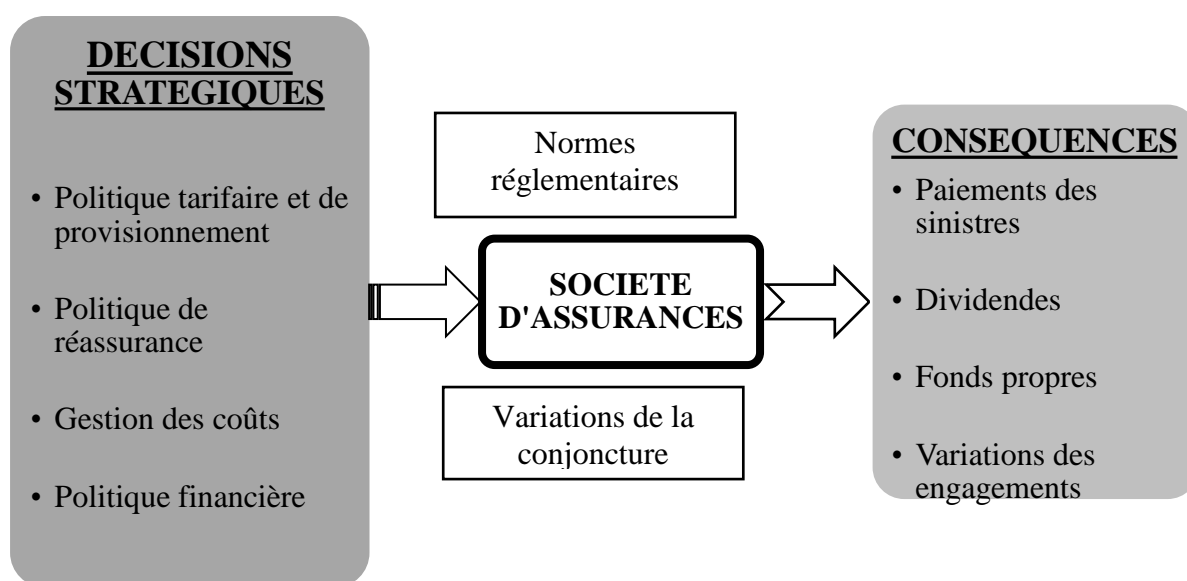 DECISIONS
STRATEGIQUES
• Politique tarifaire et de
provisionnement
• Politique de
réassurance
• Gestion des coûts
• Politique financière
Normes
réglementaires
SOCIETE
D'ASSURANCES
Variations de la
conjoncture
CONSEQUENCES
• Paiements des
sinistres
• Dividendes
• Fonds propres
• Variations des
engagements